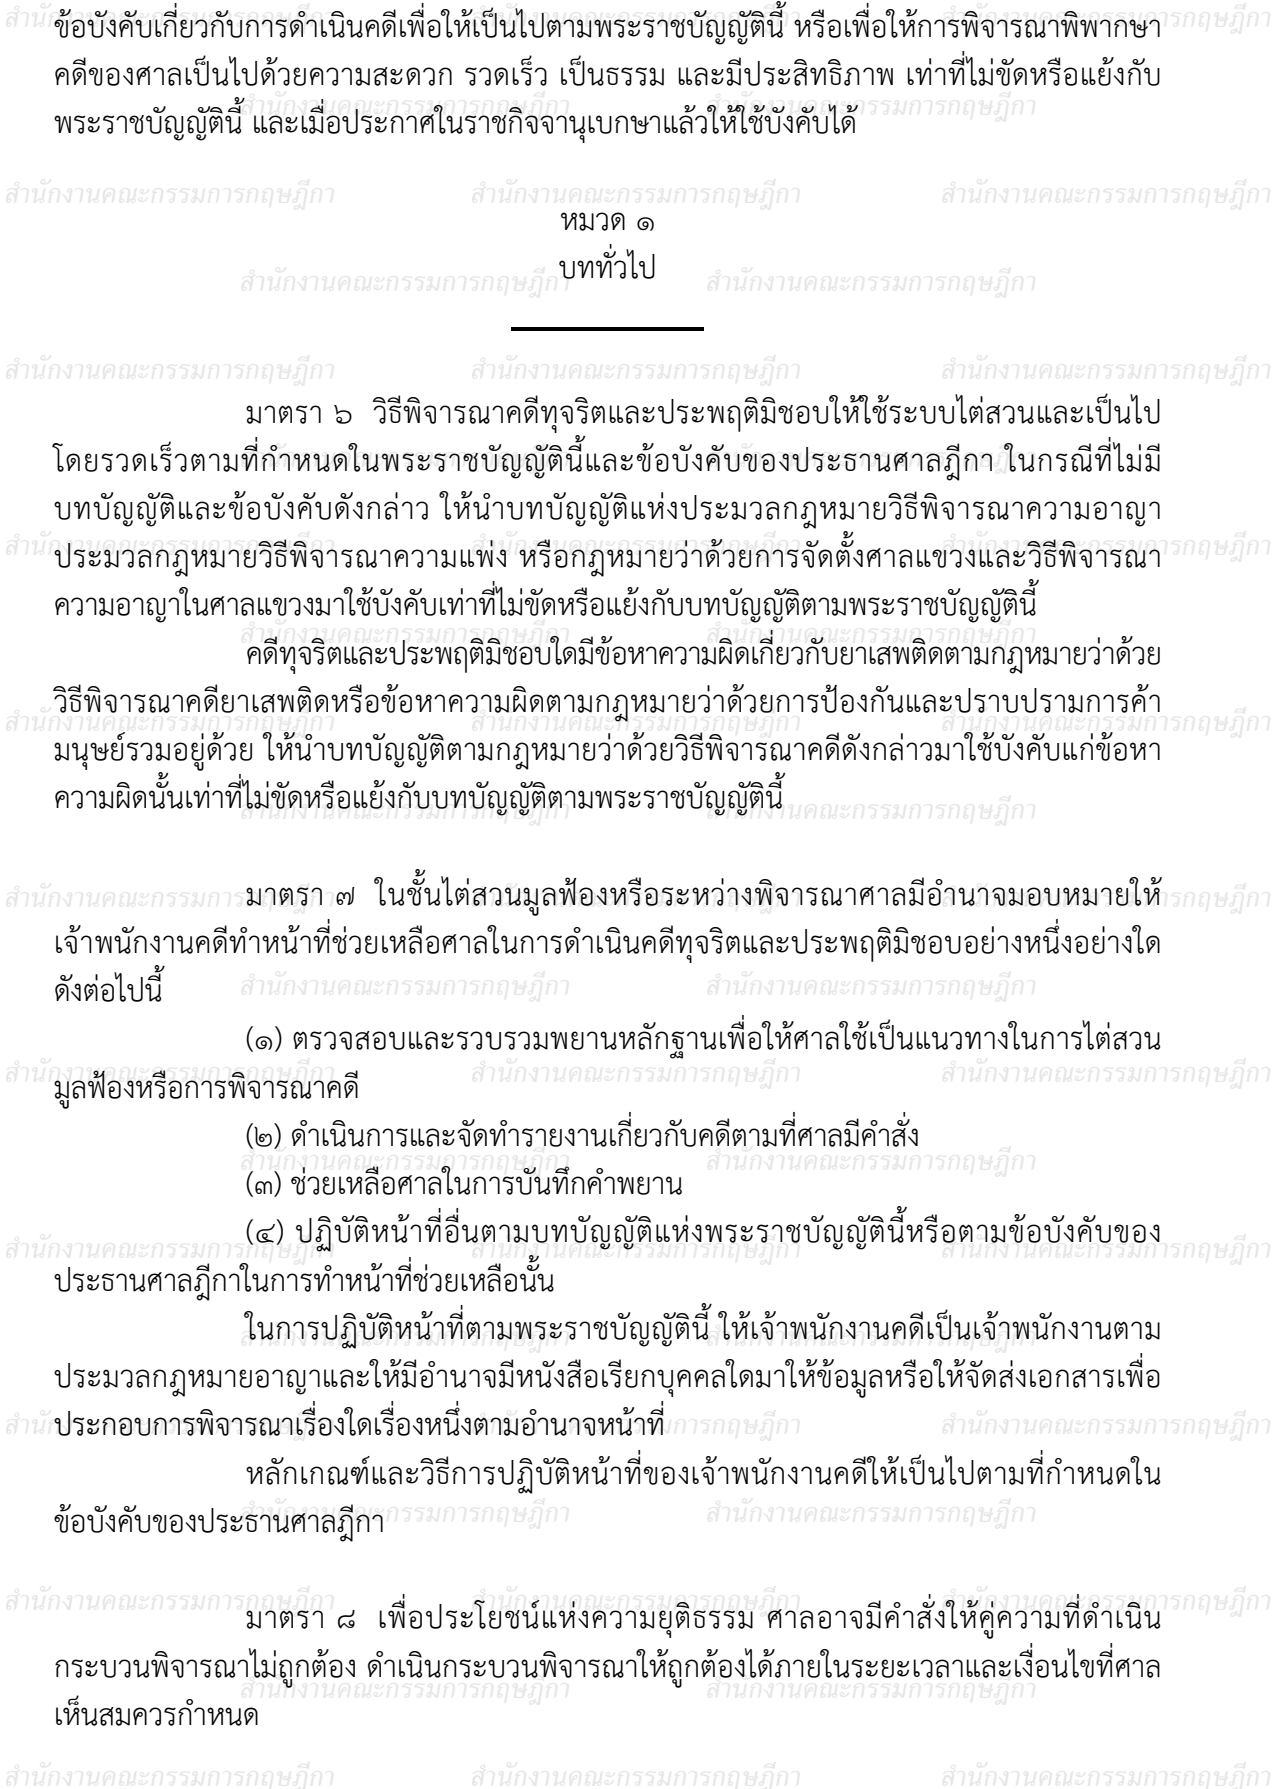 ข้อบังคับเกี่ยวกับการดำเนินคดีเพื่อให้เป็นไปตามพระราชบัญญัตินี้ หรือเพื่อให้การพิจารณาพิพากษา
คดีของศาลเป็นไปด้วยความสะดวก รวดเร็ว เป็นธรรม และมีประสิทธิภาพ เท่าที่ไม่ขัดหรือแย้งกับ
พระราชบัญญัตินี้ และเมื่อประกาศในราชกิจจานุเบกษาแล้วให้ใช้บังคับได้
หมวด ๑
บททั่วไป
มาตรา ๖  วิธีพิจารณาคดีทุจริตและประพฤติมิชอบให้ใช้ระบบไต่สวนและเป็นไป
โดยรวดเร็วตามที่กำหนดในพระราชบัญญัตินี้และข้อบังคับของประธานศาลฎีกา ในกรณีที่ไม่มี
บทบัญญัติและข้อบังคับดังกล่าว ให้นำบทบัญญัติแห่งประมวลกฎหมายวิธีพิจารณาความอาญา
ประมวลกฎหมายวิธีพิจารณาความแพ่ง หรือกฎหมายว่าด้วยการจัดตั้งศาลแขวงและวิธีพิจารณา
ความอาญาในศาลแขวงมาใช้บังคับเท่าที่ไม่ขัดหรือแย้งกับบทบัญญัติตามพระราชบัญญัตินี้
คดีทุจริตและประพฤติมิชอบใดมีข้อหาความผิดเกี่ยวกับยาเสพติดตามกฎหมายว่าด้วย
วิธีพิจารณาคดียาเสพติดหรือข้อหาความผิดตามกฎหมายว่าด้วยการป้องกันและปราบปรามการค้า
มนุษย์รวมอยู่ด้วย ให้นำบทบัญญัติตามกฎหมายว่าด้วยวิธีพิจารณาคดีดังกล่าวมาใช้บังคับแก่ข้อหา
ความผิดนั้นเท่าที่ไม่ขัดหรือแย้งกับบทบัญญัติตามพระราชบัญญัตินี้
มาตรา ๗  ในชั้นไต่สวนมูลฟ้องหรือระหว่างพิจารณาศาลมีอำนาจมอบหมายให้
เจ้าพนักงานคดีทำหน้าที่ช่วยเหลือศาลในการดำเนินคดีทุจริตและประพฤติมิชอบอย่างหนึ่งอย่างใด
ดังต่อไปนี้
(๑) ตรวจสอบและรวบรวมพยานหลักฐานเพื่อให้ศาลใช้เป็นแนวทางในการไต่สวน
มูลฟ้องหรือการพิจารณาคดี
(๒) ดำเนินการและจัดทำรายงานเกี่ยวกับคดีตามที่ศาลมีคำสั่ง
(๓) ช่วยเหลือศาลในการบันทึกคำพยาน
(๔) ปฏิบัติหน้าที่อื่นตามบทบัญญัติแห่งพระราชบัญญัตินี้หรือตามข้อบังคับของ
ประธานศาลฎีกาในการทำหน้าที่ช่วยเหลือนั้น
ในการปฏิบัติหน้าที่ตามพระราชบัญญัตินี้ ให้เจ้าพนักงานคดีเป็นเจ้าพนักงานตาม
ประมวลกฎหมายอาญาและให้มีอำนาจมีหนังสือเรียกบุคคลใดมาให้ข้อมูลหรือให้จัดส่งเอกสารเพื่อ
ประกอบการพิจารณาเรื่องใดเรื่องหนึ่งตามอำนาจหน้าที่
หลักเกณฑ์และวิธีการปฏิบัติหน้าที่ของเจ้าพนักงานคดีให้เป็นไปตามที่กำหนดใน
ข้อบังคับของประธานศาลฎีกา
มาตรา ๘  เพื่อประโยชน์แห่งความยุติธรรม ศาลอาจมีคำสั่งให้คู่ความที่ดำเนิน
กระบวนพิจารณาไม่ถูกต้อง ดำเนินกระบวนพิจารณาให้ถูกต้องได้ภายในระยะเวลาและเงื่อนไขที่ศาล
เห็นสมควรกำหนด